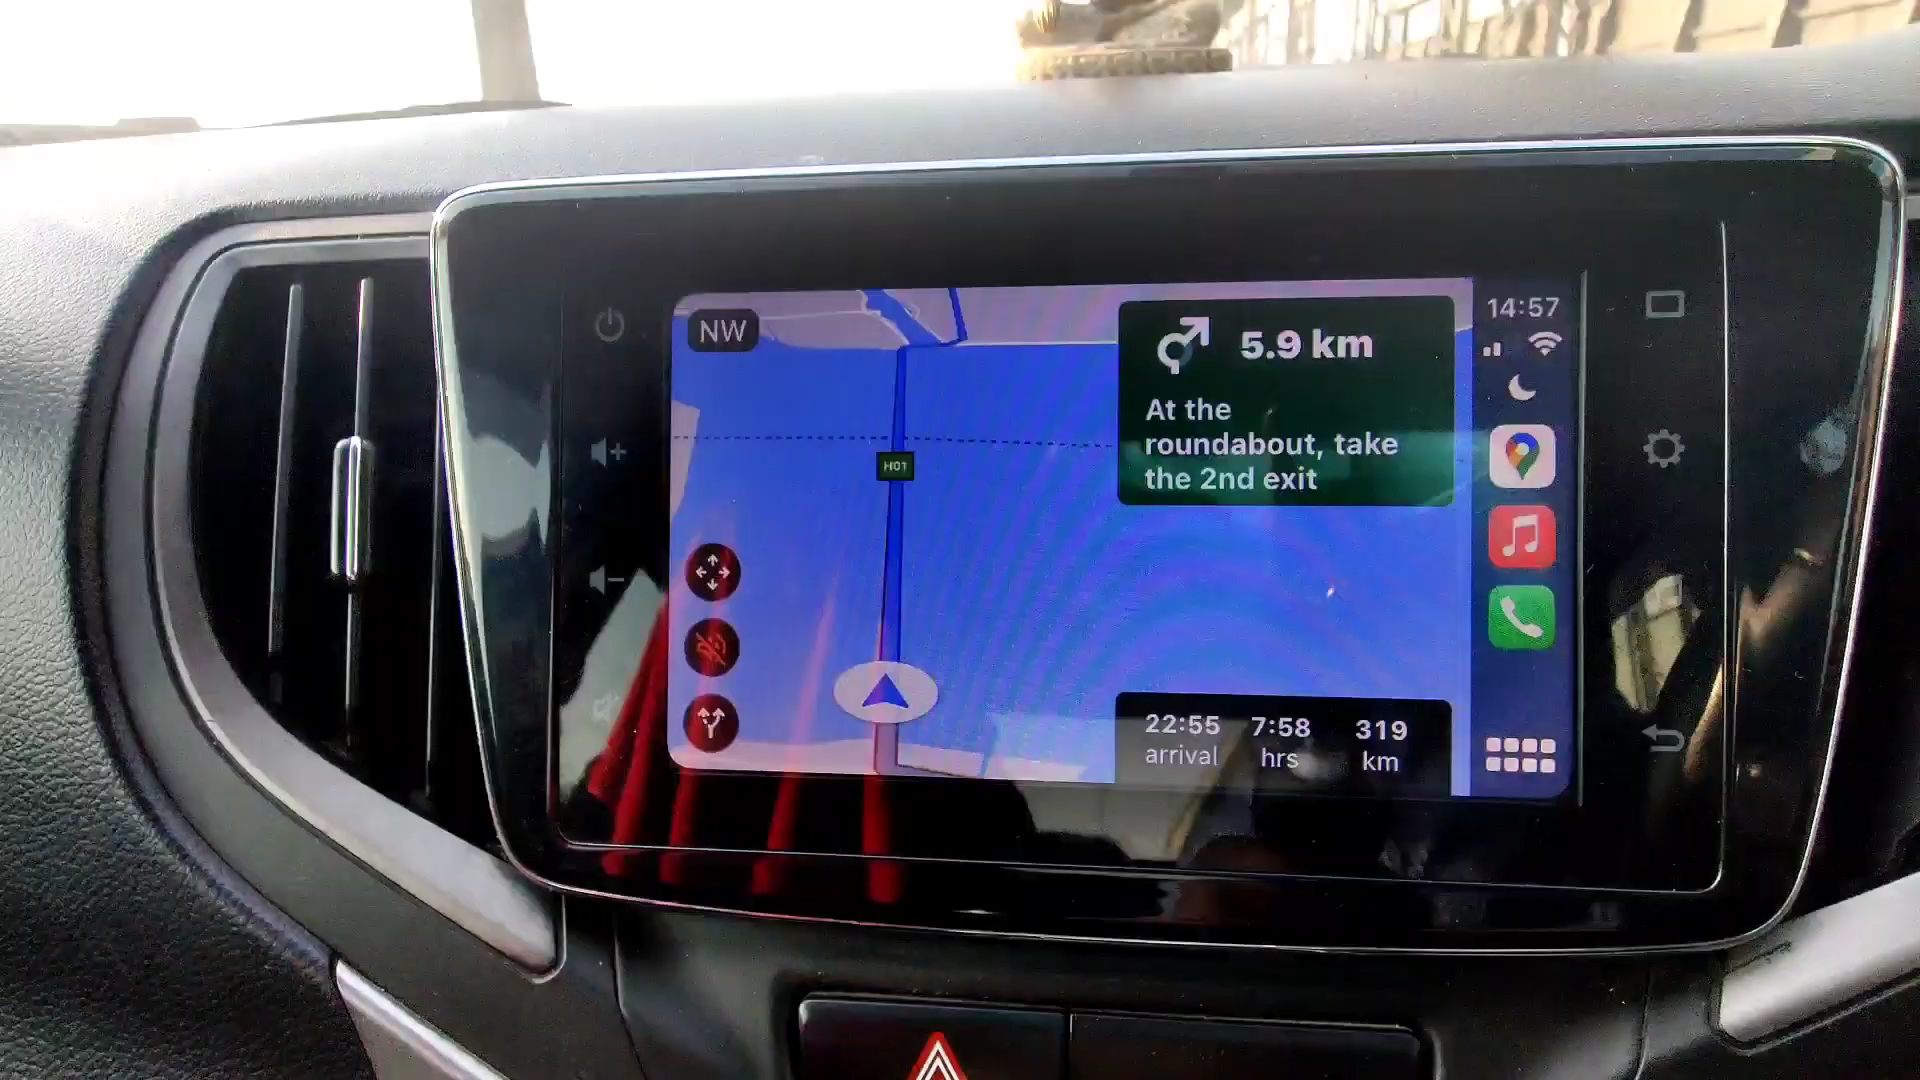 NW
5.9 km
14:57
At the
roundabout, take
the 2nd exit
H01
22:55 7:58 319
arrival hrs km